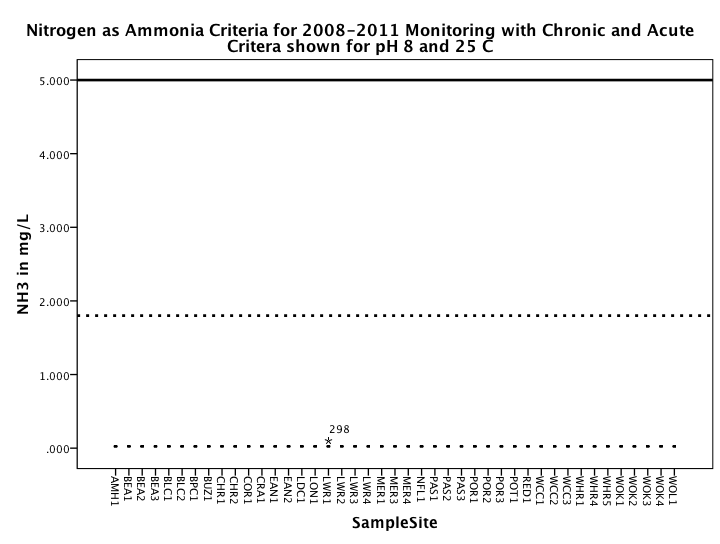 Nitrogen as Ammonia Criteria for 2008-2011 Monitoring with Chronic and Acute
Critera shown for pH 8 and 25 C
NH3 in mg/L
5.000
4.000
3.000
2.000
1.000
.000
298
*
AMH1
BEA1
BEA2
BEA3
BLC1
BLC2
BPC1
BUZ1
CHR1
CHR2
COR1
CRA1
EAN1
EAN2
LDC1
LON1
LWR1
LWR2
LWR3
LWR4
MER1
MER3
MER4
NFL1
PAS1
PAS2
PAS3
POR1
POR2
POR3
POT1
RED1
WCC1
WCC2
WCC3
WHR1
WHR4
WHR5
WOK1
WOK2
WOK3
WOK4
WOL1
SampleSite